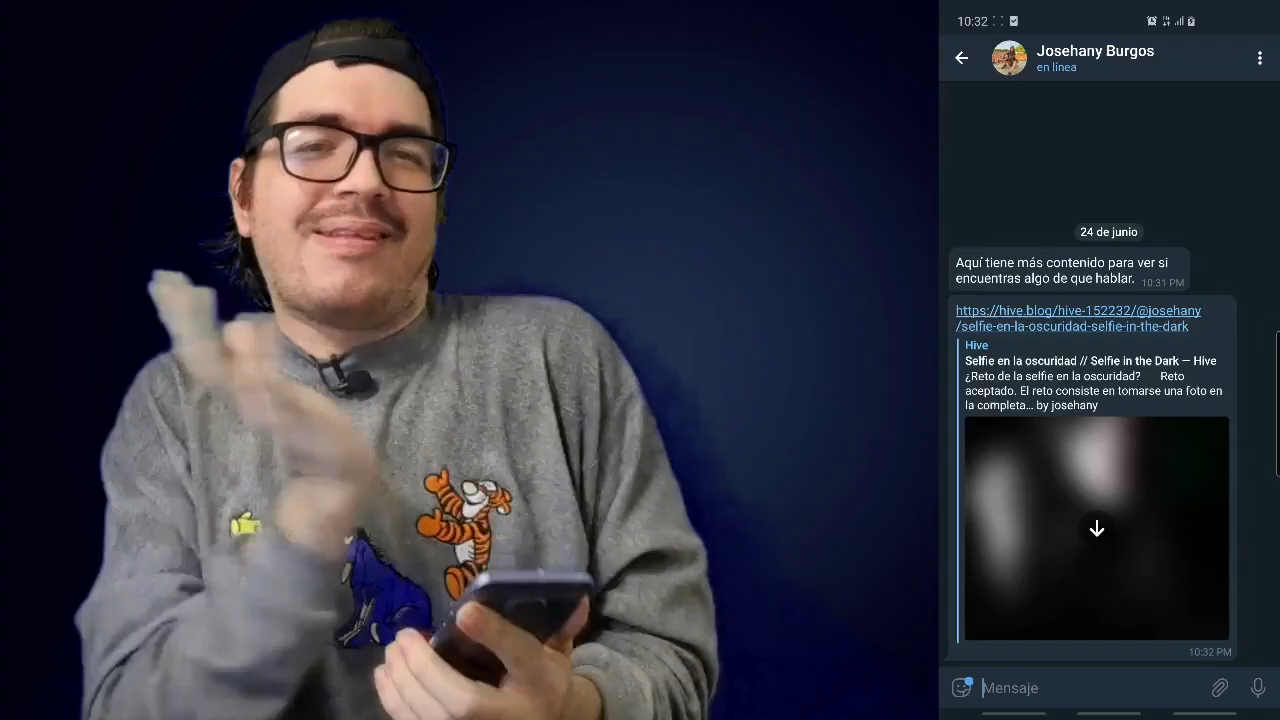 10:32
Josehany Burgos
en línea
24 de junio
Aquí tiene más contenido para ver si
encuentras algo de que hablar.
10:31 PM
https://hive.blog/hive-152232/@josehany
/selfie-en-la-oscuridad-selfie-in-the-dark
Hive
Selfie en la oscuridad // Selfie in the Dark — Hive
¿Reto de la selfie en la oscuridad? Reto
aceptado. El reto consiste en tomarse una foto en
la completa... by josehany
10:32 PM
Mensaje